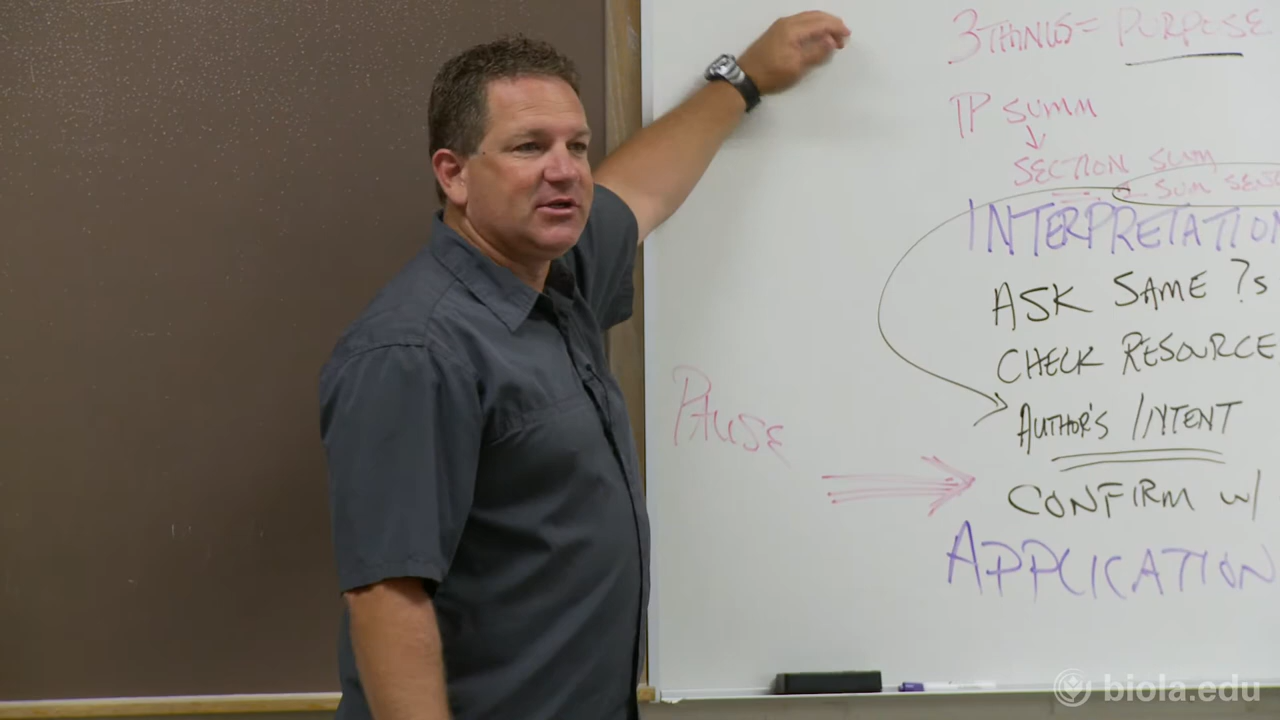 3 THINGS = PURPOSE
¶ SUMM
SECTION SUM
SUM SENS
INTERPRETATION
ASK SAME ?s
CHECK RESOURCE
AUTHOR'S INTENT
PAUSE
CONFIRM w/
APPLICATION
biola.edu